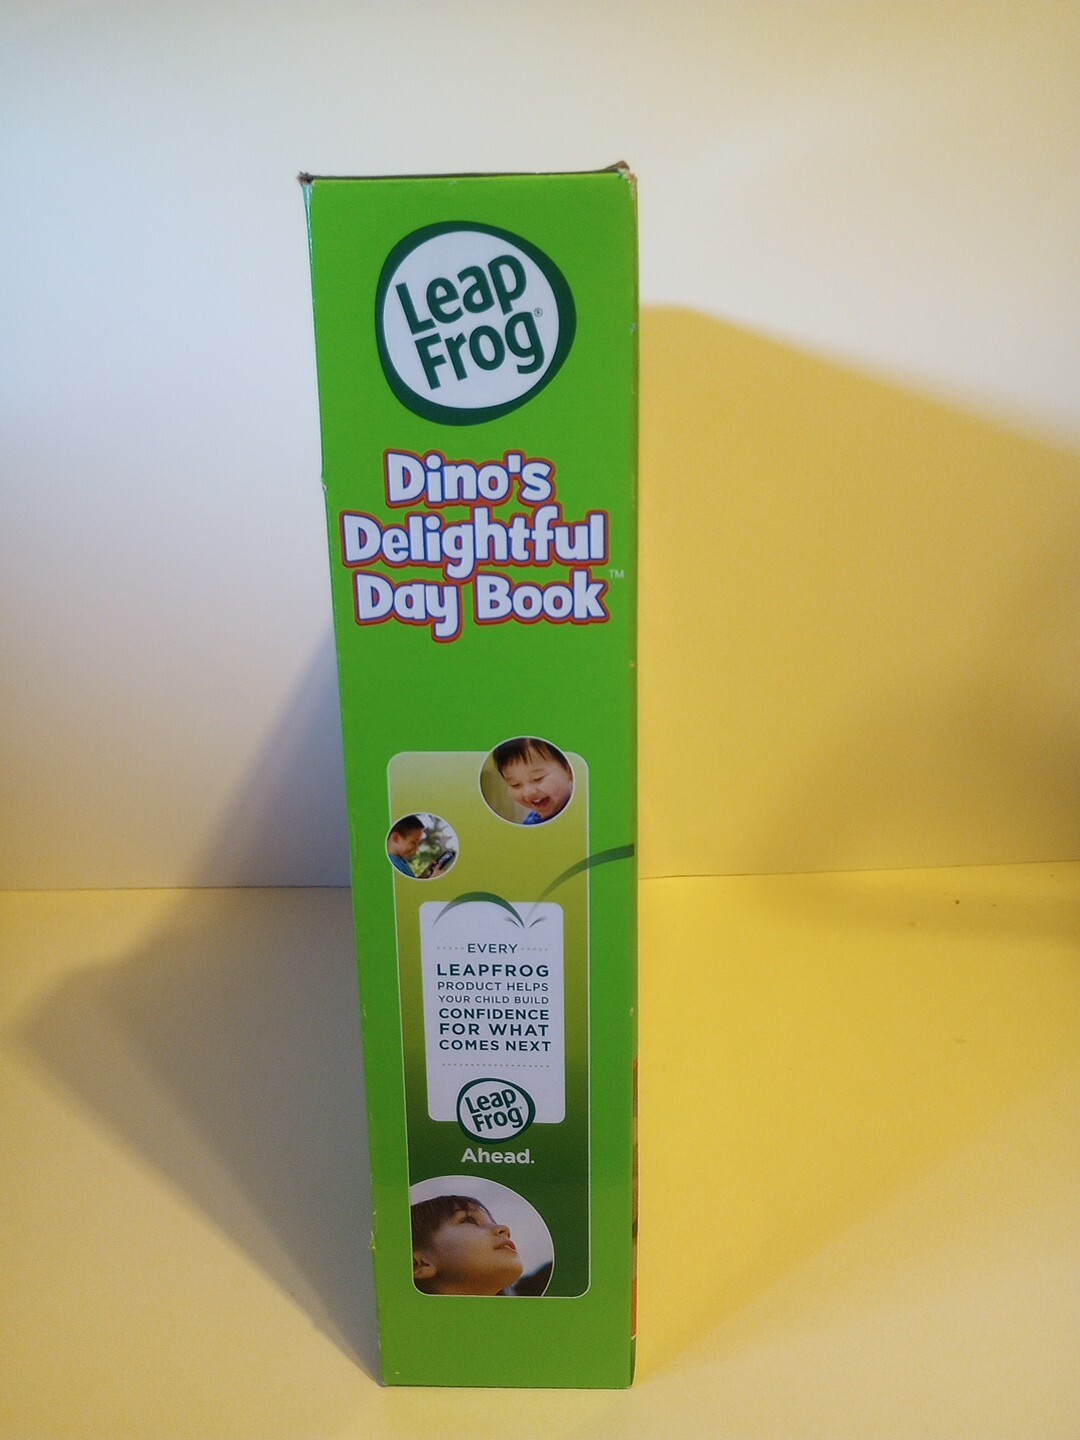 Leap
Frog®
Dino's
Delightful
Day Book™
EVERY
LEAPFROG
PRODUCT HELPS
YOUR CHILD BUILD
CONFIDENCE
FOR WHAT
COMES NEXT
Leap
Frog
Ahead.